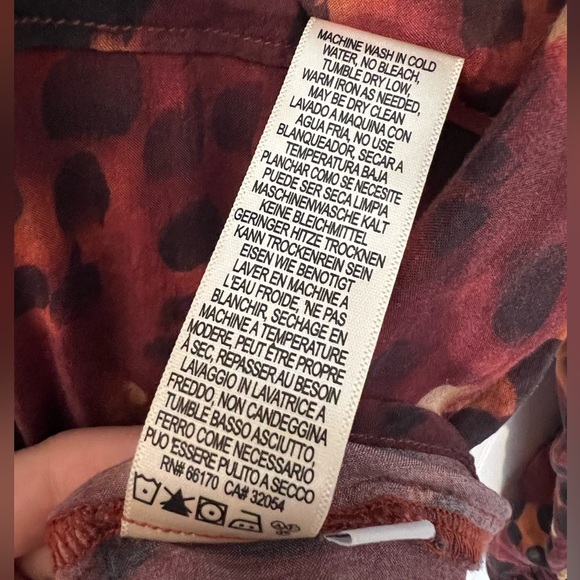 MACHINE WASH IN COLD
WATER, NO BLEACH,
TUMBLE DRY LOW,
WARM IRON AS NEEDED,
MAY BE DRY CLEAN
LAVADO A MAQUINA CON
AGUA FRIA, NO USE
BLANQUEADOR, SECAR A
TEMPERATURA BAJA
PLANCHAR COMO SE NECESITE
PUEDE SER SECA LIMPIA
MASCHINENWASCHE KALT
KEINE BLEICHMITTEL
GERINGER HITZE TROCKNEN
KANN TROCKENREIN SEIN
EISEN WIE BENÖTIGT
LAVER EN MACHINE À
L'EAU FROIDE, 'NE PAS
BLANCHIR, SECHAGE EN
MACHINE À TEMPERATURE
MODERÉ, PEUT ÊTRE PROPRE
À SEC, REPASSER AU BESOIN
LAVAGGIO IN LAVATRICE A
FREDDO, NON CANDEGGINA
TUMBLE BASSO ASCIUTTO
FERRO COME NECESSARIO
PUO'ESSERE PULITO A SECCO
RN# 66170 CA# 32054